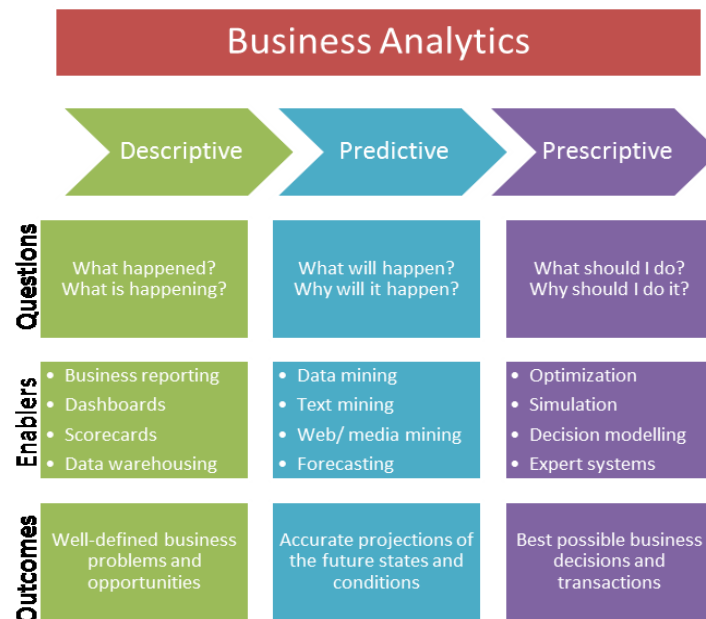 Business Analytics
Descriptive
Predictive
Prescriptive
Questions
What happened?
What is happening?
What will happen?
Why will it happen?
What should I do?
Why should I do it?
Enablers
• Business reporting
• Dashboards
• Scorecards
• Data warehousing
• Data mining
• Text mining
• Web/ media mining
• Forecasting
• Optimization
• Simulation
• Decision modelling
• Expert systems
Outcomes
Well-defined business
problems and
opportunities
Accurate projections of
the future states and
conditions
Best possible business
decisions and
transactions